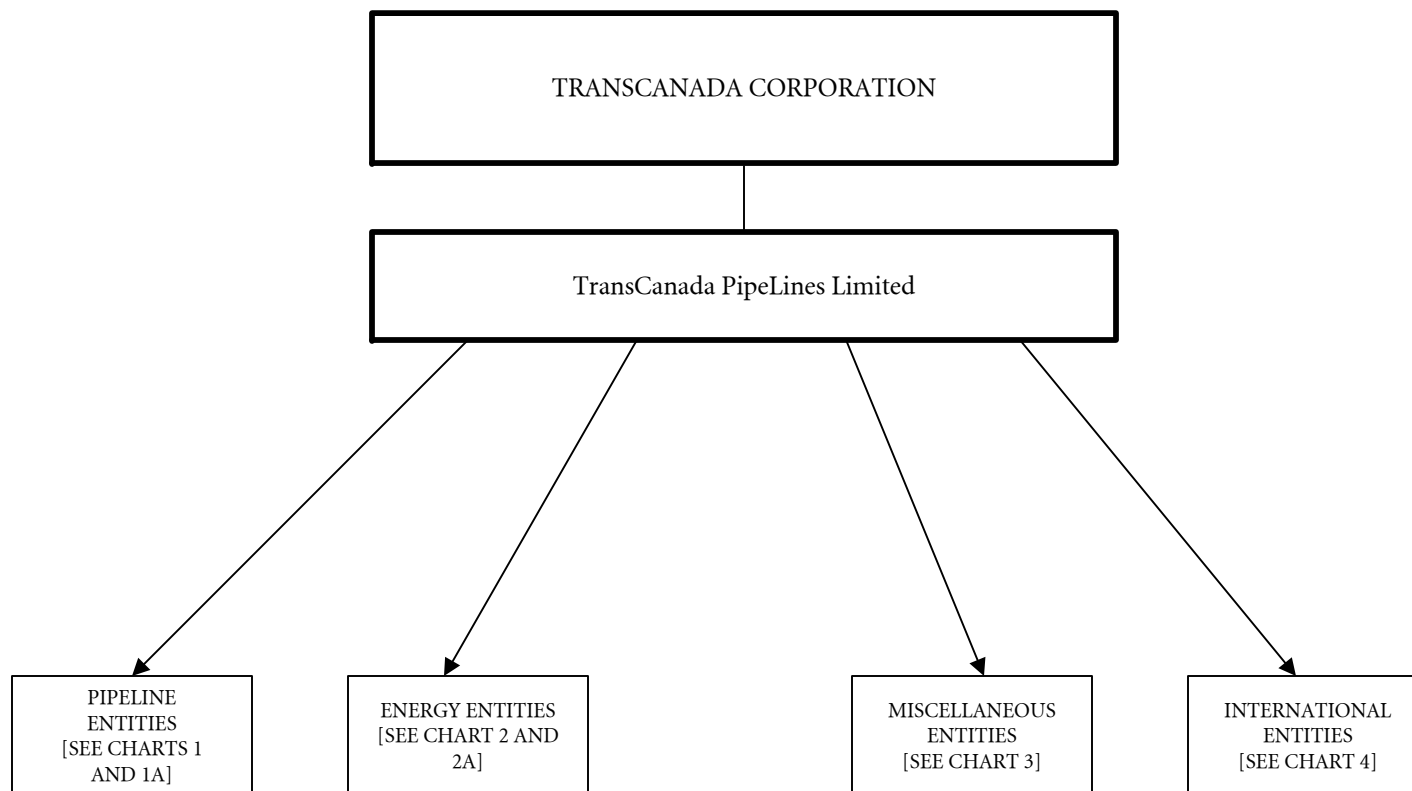 TRANSCANADA CORPORATION
TransCanada PipeLines Limited
PIPELINE
ENTITIES
[SEE CHARTS 1
AND 1A]
ENERGY ENTITIES
[SEE CHART 2 AND
2A]
MISCELLANEOUS
ENTITIES
[SEE CHART 3]
INTERNATIONAL
ENTITIES
[SEE CHART 4]